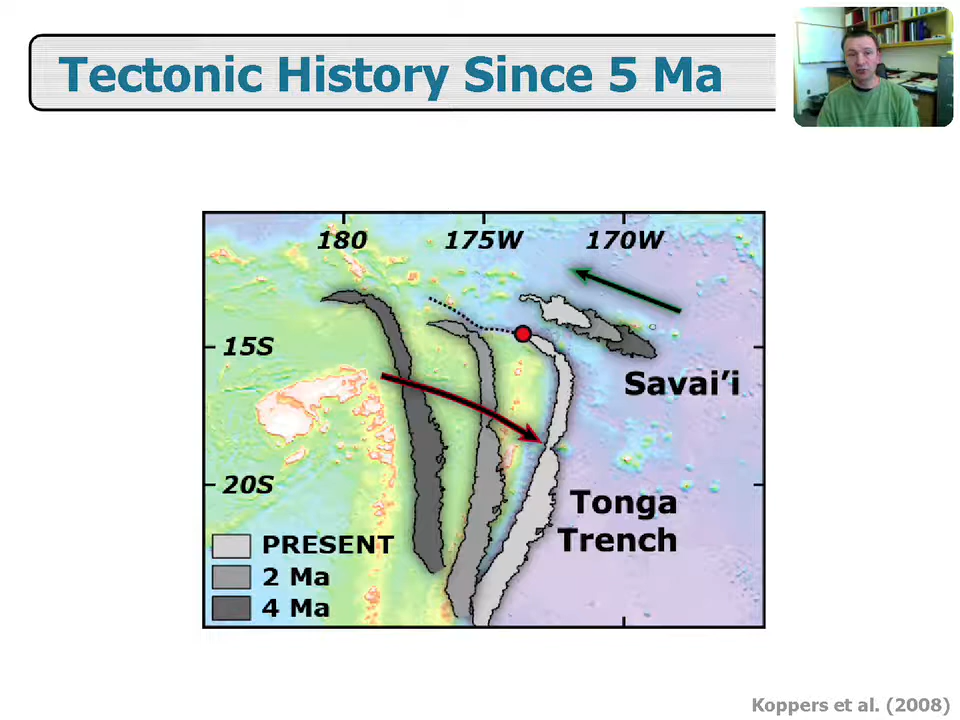 Tectonic History Since 5 Ma
180 175W 170W
15S
Savai'i
20S
Tonga
Trench
PRESENT
2 Ma
4 Ma
Koppers et al. (2008)